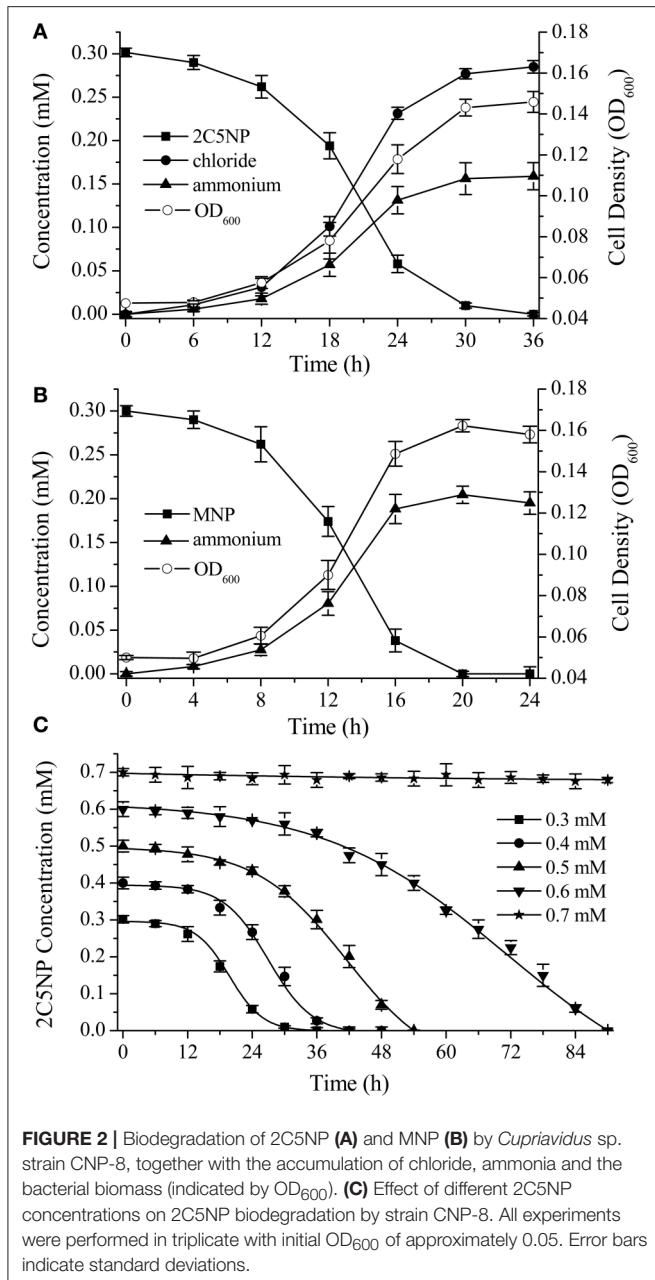 A
Concentration (mM)
0.30
0.25
0.20
0.15
0.10
0.05
0.00
2C5NP
chloride
ammonium
OD600
0.18
0.16
0.14
0.12
0.10
0.08
0.06
0.04
Cell Density (OD600)
0 6 12 18 24 30 36
Time (h)
B
Concentration (mM)
0.30
0.25
0.20
0.15
0.10
0.05
0.00
MNP
ammonium
OD600
0.18
0.16
0.14
0.12
0.10
0.08
0.06
0.04
Cell Density (OD600)
0 4 8 12 16 20 24
Time (h)
C
2C5NP Concentration (mM)
0.7
0.6
0.5
0.4
0.3
0.2
0.1
0.0
0.3 mM
0.4 mM
0.5 mM
0.6 mM
0.7 mM
0 12 24 36 48 60 72 84
Time (h)
FIGURE 2 | Biodegradation of 2C5NP (A) and MNP (B) by Cupriavidus sp.
strain CNP-8, together with the accumulation of chloride, ammonia and the
bacterial biomass (indicated by OD600). (C) Effect of different 2C5NP
concentrations on 2C5NP biodegradation by strain CNP-8. All experiments
were performed in triplicate with initial OD600 of approximately 0.05. Error bars
indicate standard deviations.